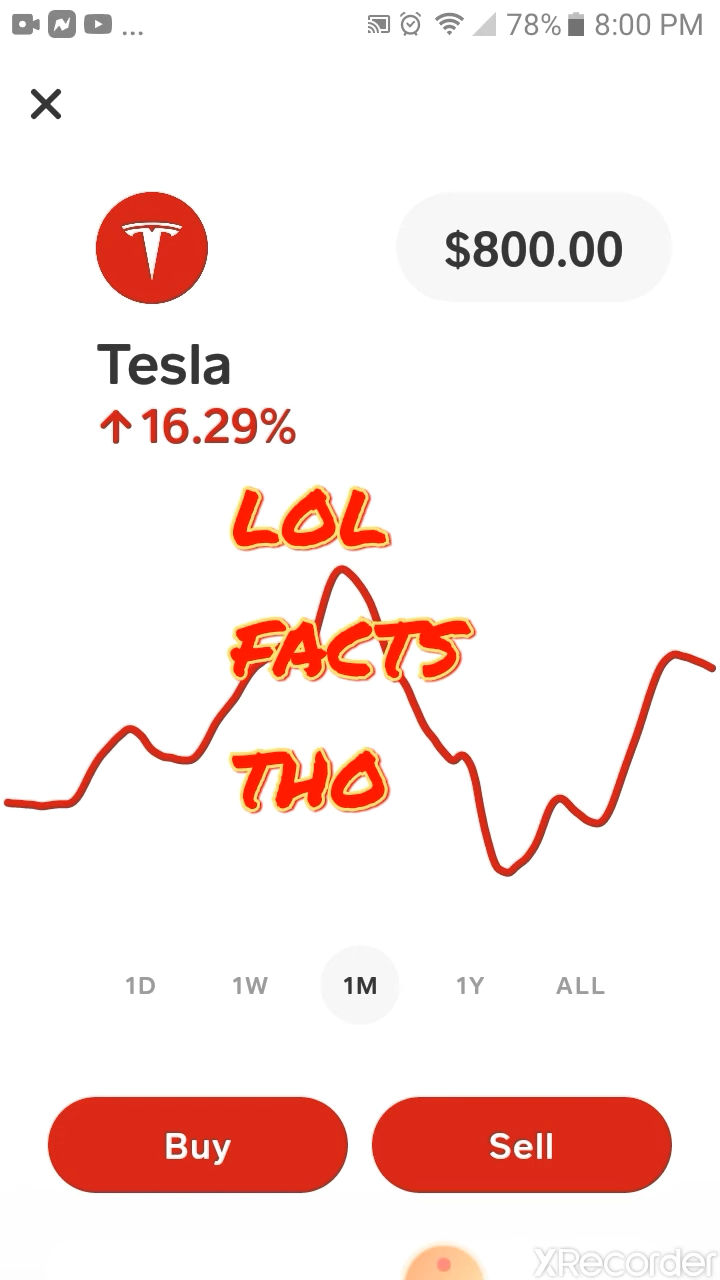 ... 78% 8:00 PM
$800.00
Tesla
↑ 16.29%
LOL
FACTS
THO
1D 1W 1M 1Y ALL
Buy Sell
XRecorder